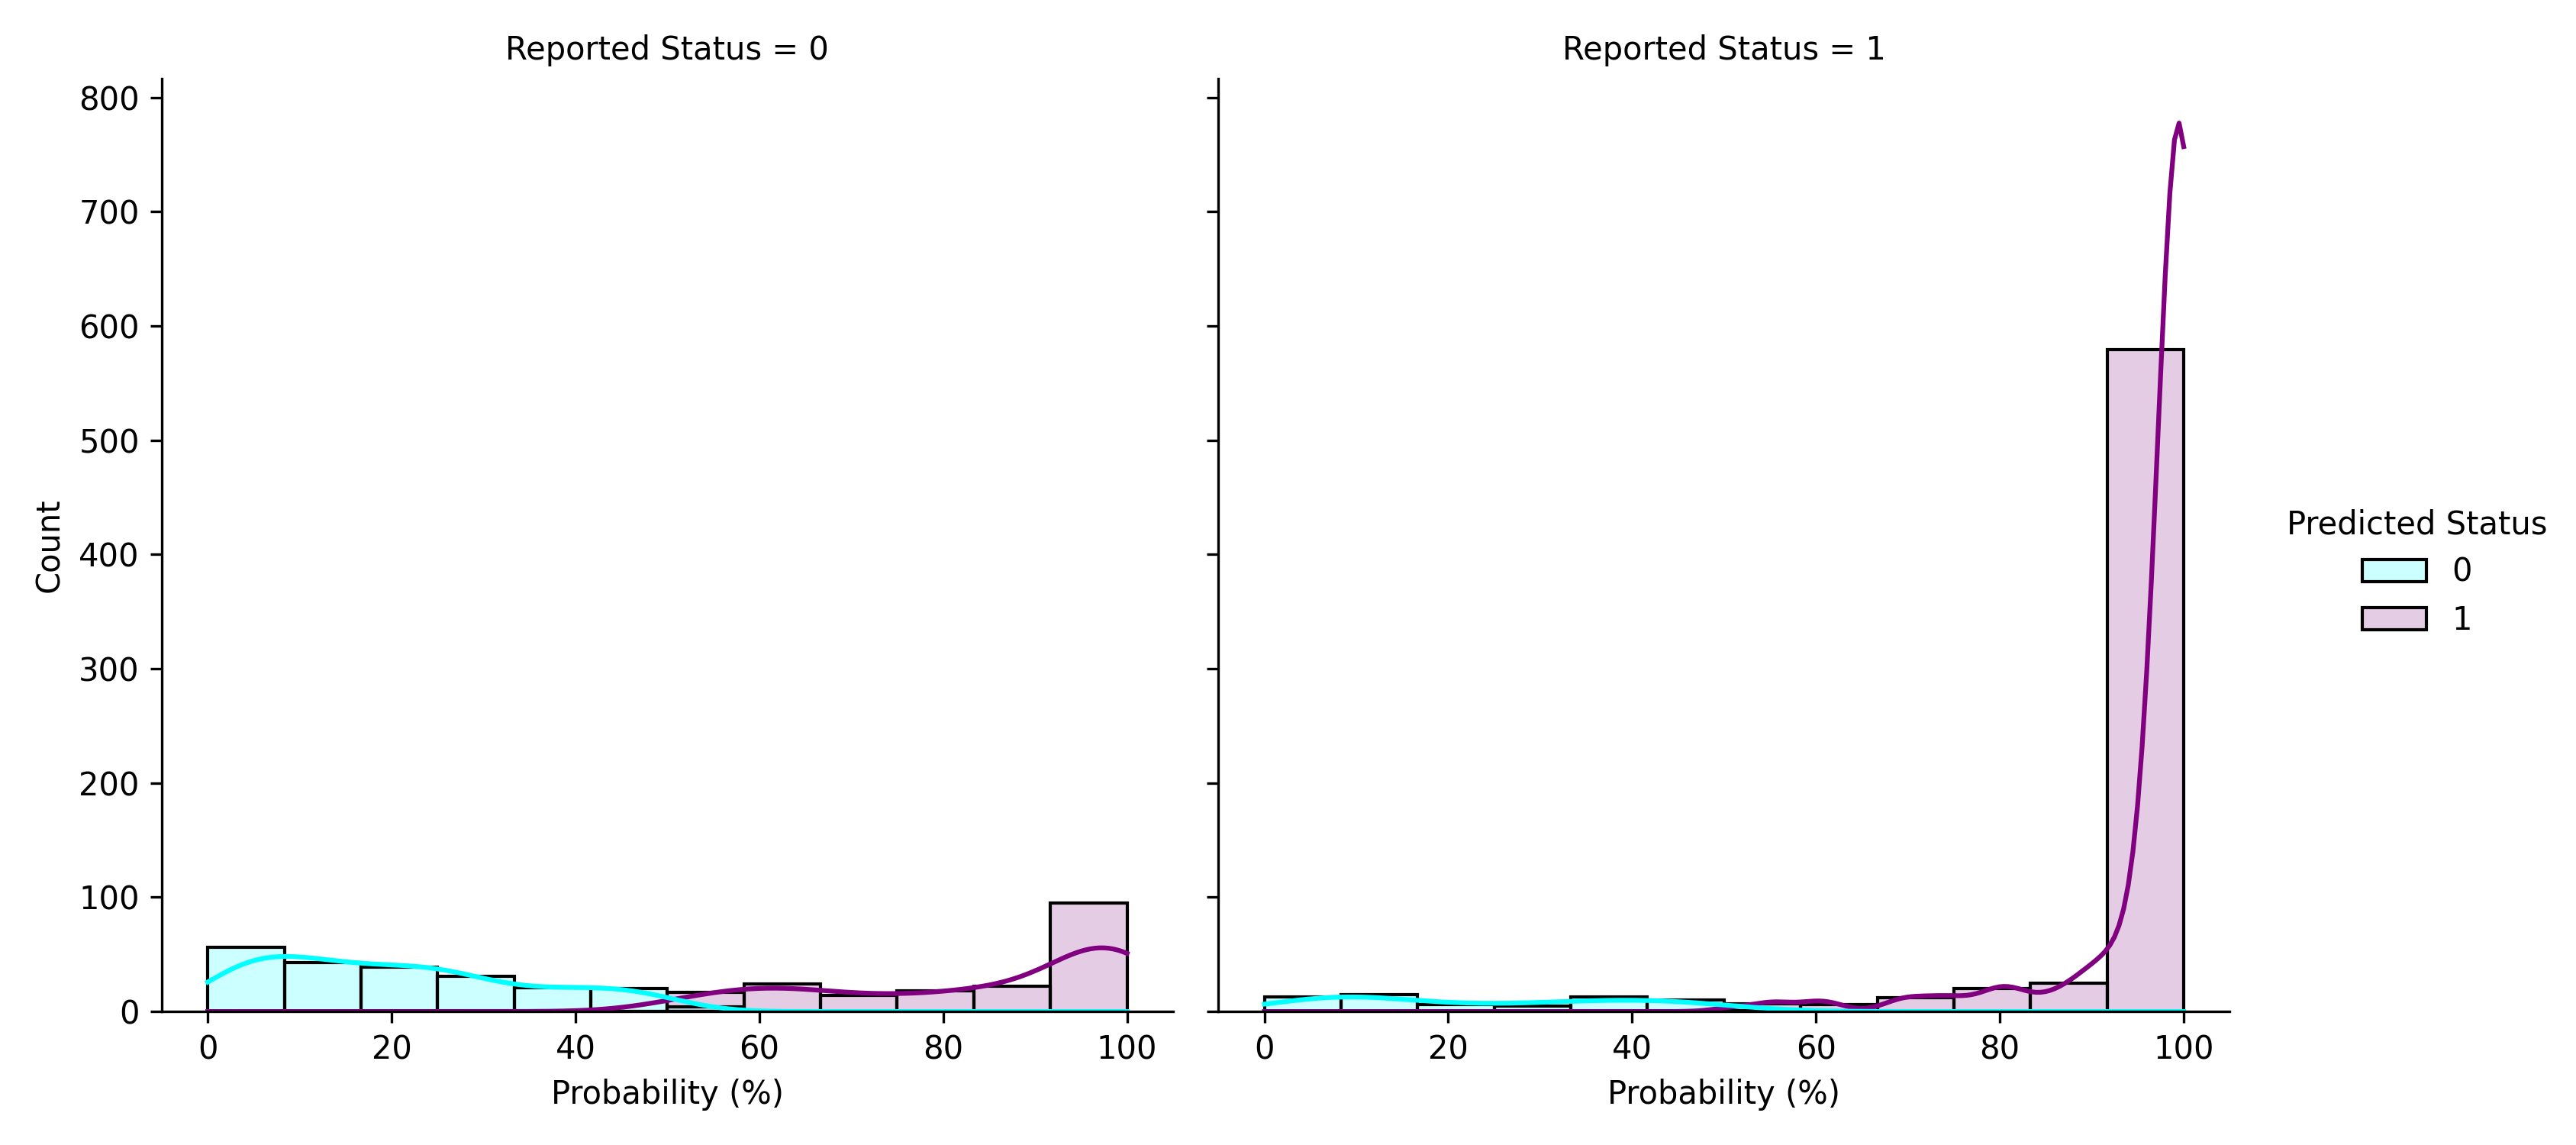 Reported Status = 0
Reported Status = 1
800
700
600
500
400
300
200
100
0
Count
0 20 40 60 80 100
0 20 40 60 80 100
Probability (%)
Probability (%)
Predicted Status
0
1